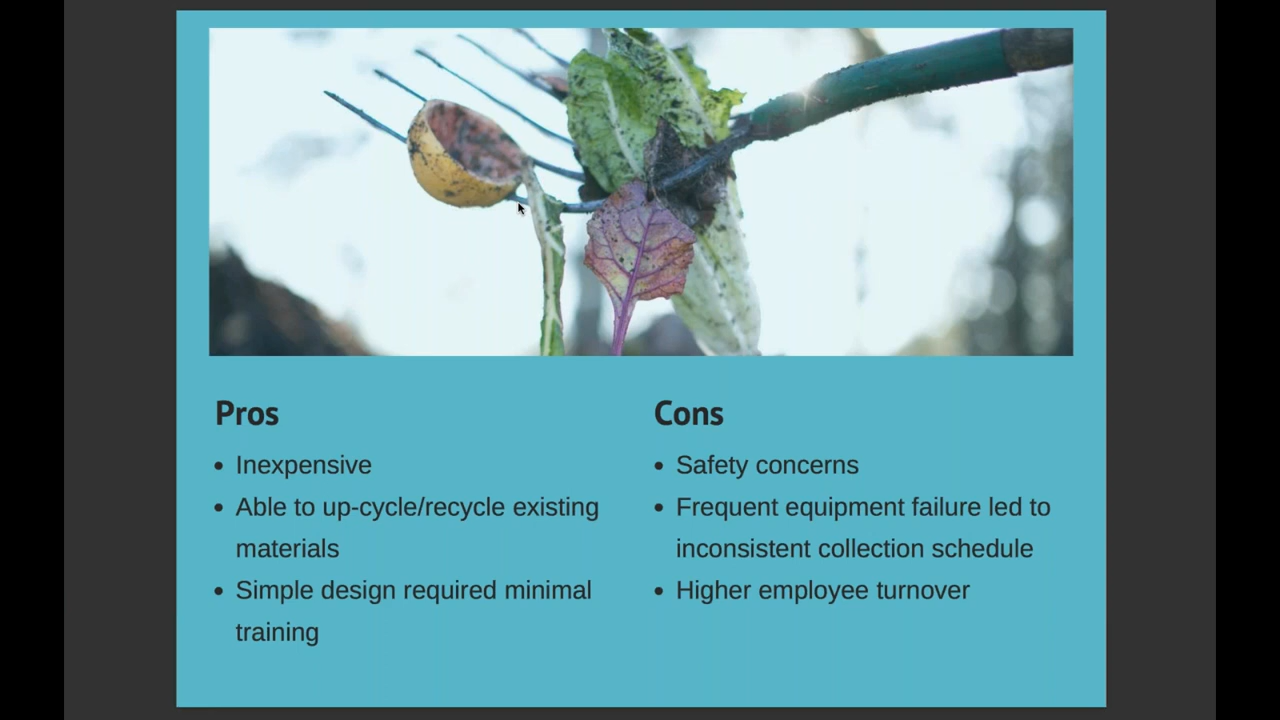 Pros
• Inexpensive
• Able to up-cycle/recycle existing
materials
• Simple design required minimal
training
Cons
• Safety concerns
• Frequent equipment failure led to
inconsistent collection schedule
• Higher employee turnover